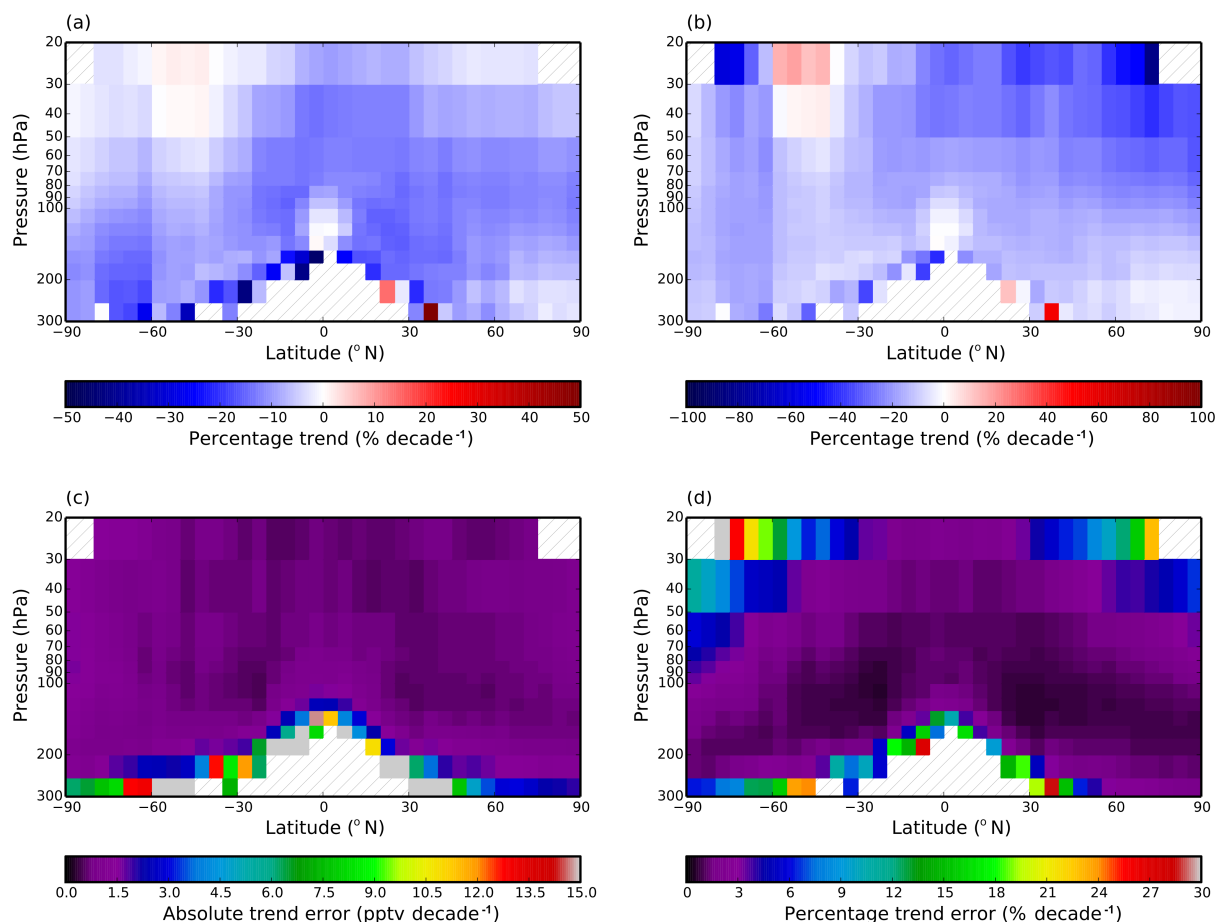 (a)
20
30
40
50
60
70
80
90
100
200
300
Pressure (hPa)
−90 −60 −30 0 30 60 90
Latitude (° N)
−50 −40 −30 −20 −10 0 10 20 30 40 50
Percentage trend (% decade⁻¹)
(b)
20
30
40
50
60
70
80
90
100
200
300
Pressure (hPa)
−90 −60 −30 0 30 60 90
Latitude (° N)
−100 −80 −60 −40 −20 0 20 40 60 80 100
Percentage trend (% decade⁻¹)
(c)
20
30
40
50
60
70
80
90
100
200
300
Pressure (hPa)
−90 −60 −30 0 30 60 90
Latitude (° N)
0.0 1.5 3.0 4.5 6.0 7.5 9.0 10.5 12.0 13.5 15.0
Absolute trend error (pptv decade⁻¹)
(d)
20
30
40
50
60
70
80
90
100
200
300
Pressure (hPa)
−90 −60 −30 0 30 60 90
Latitude (° N)
0 3 6 9 12 15 18 21 24 27 30
Percentage trend error (% decade⁻¹)